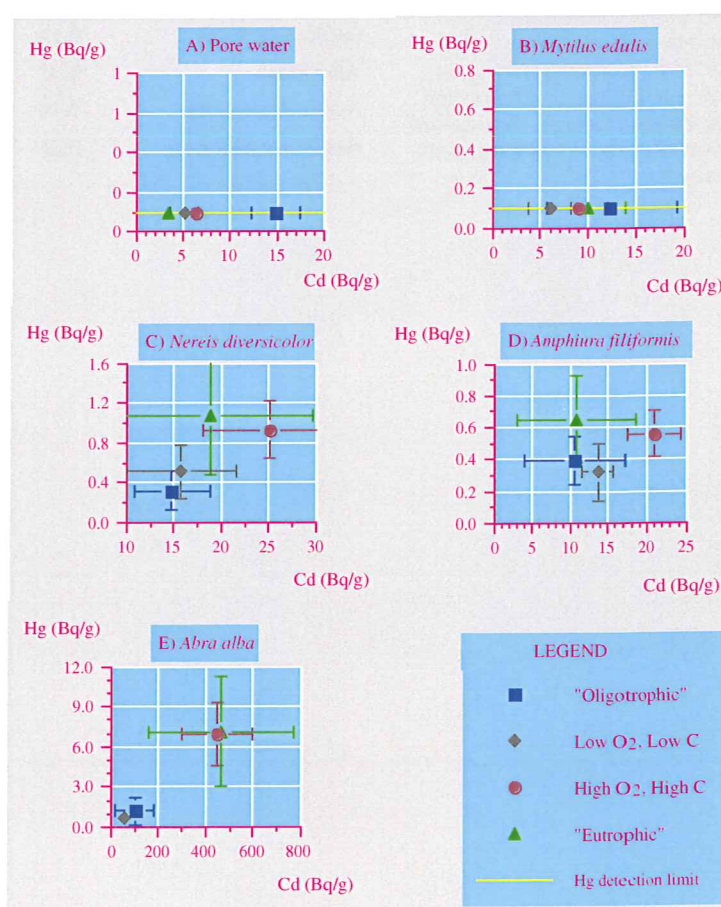 A) Pore water
Hg (Bq/g)
1
1
0
0
0
0 5 10 15 20
Cd (Bq/g)
B) Mytilus edulis
Hg (Bq/g)
0.8
0.6
0.4
0.2
0.0
0 5 10 15 20
Cd (Bq/g)
C) Nereis diversicolor
Hg (Bq/g)
1.6
1.2
0.8
0.4
0.0
10 15 20 25 30
Cd (Bq/g)
D) Amphiura filiformis
Hg (Bq/g)
1.0
0.8
0.6
0.4
0.2
0.0
0 5 10 15 20 25
Cd (Bq/g)
E) Abra alba
Hg (Bq/g)
12.0
9.0
6.0
3.0
0.0
0 200 400 600 800
Cd (Bq/g)
LEGEND
"Oligotrophic"
Low O2, Low C
High O2, High C
"Eutrophic"
Hg detection limit